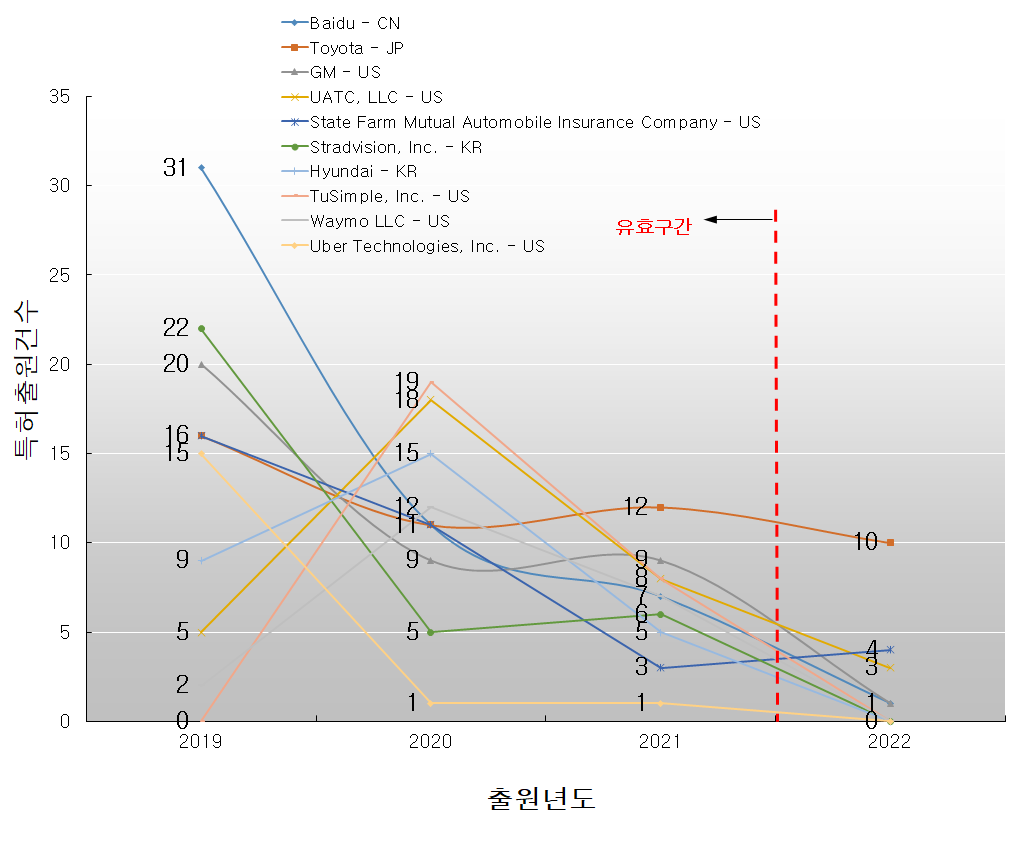 Baidu - CN
Toyota - JP
GM - US
UATC, LLC - US
State Farm Mutual Automobile Insurance Company - US
Stradvision, Inc. - KR
Hyundai - KR
TuSimple, Inc. - US
Waymo LLC - US
Uber Technologies, Inc. - US
유효구간
특허출원건수
35
30
25
20
15
10
5
0
31
22
20
16
15
9
5
2
0
19
18
15
12
11
9
5
1
12
9
8
7
6
5
3
1
10
4
3
1
0
2019 2020 2021 2022
출원년도